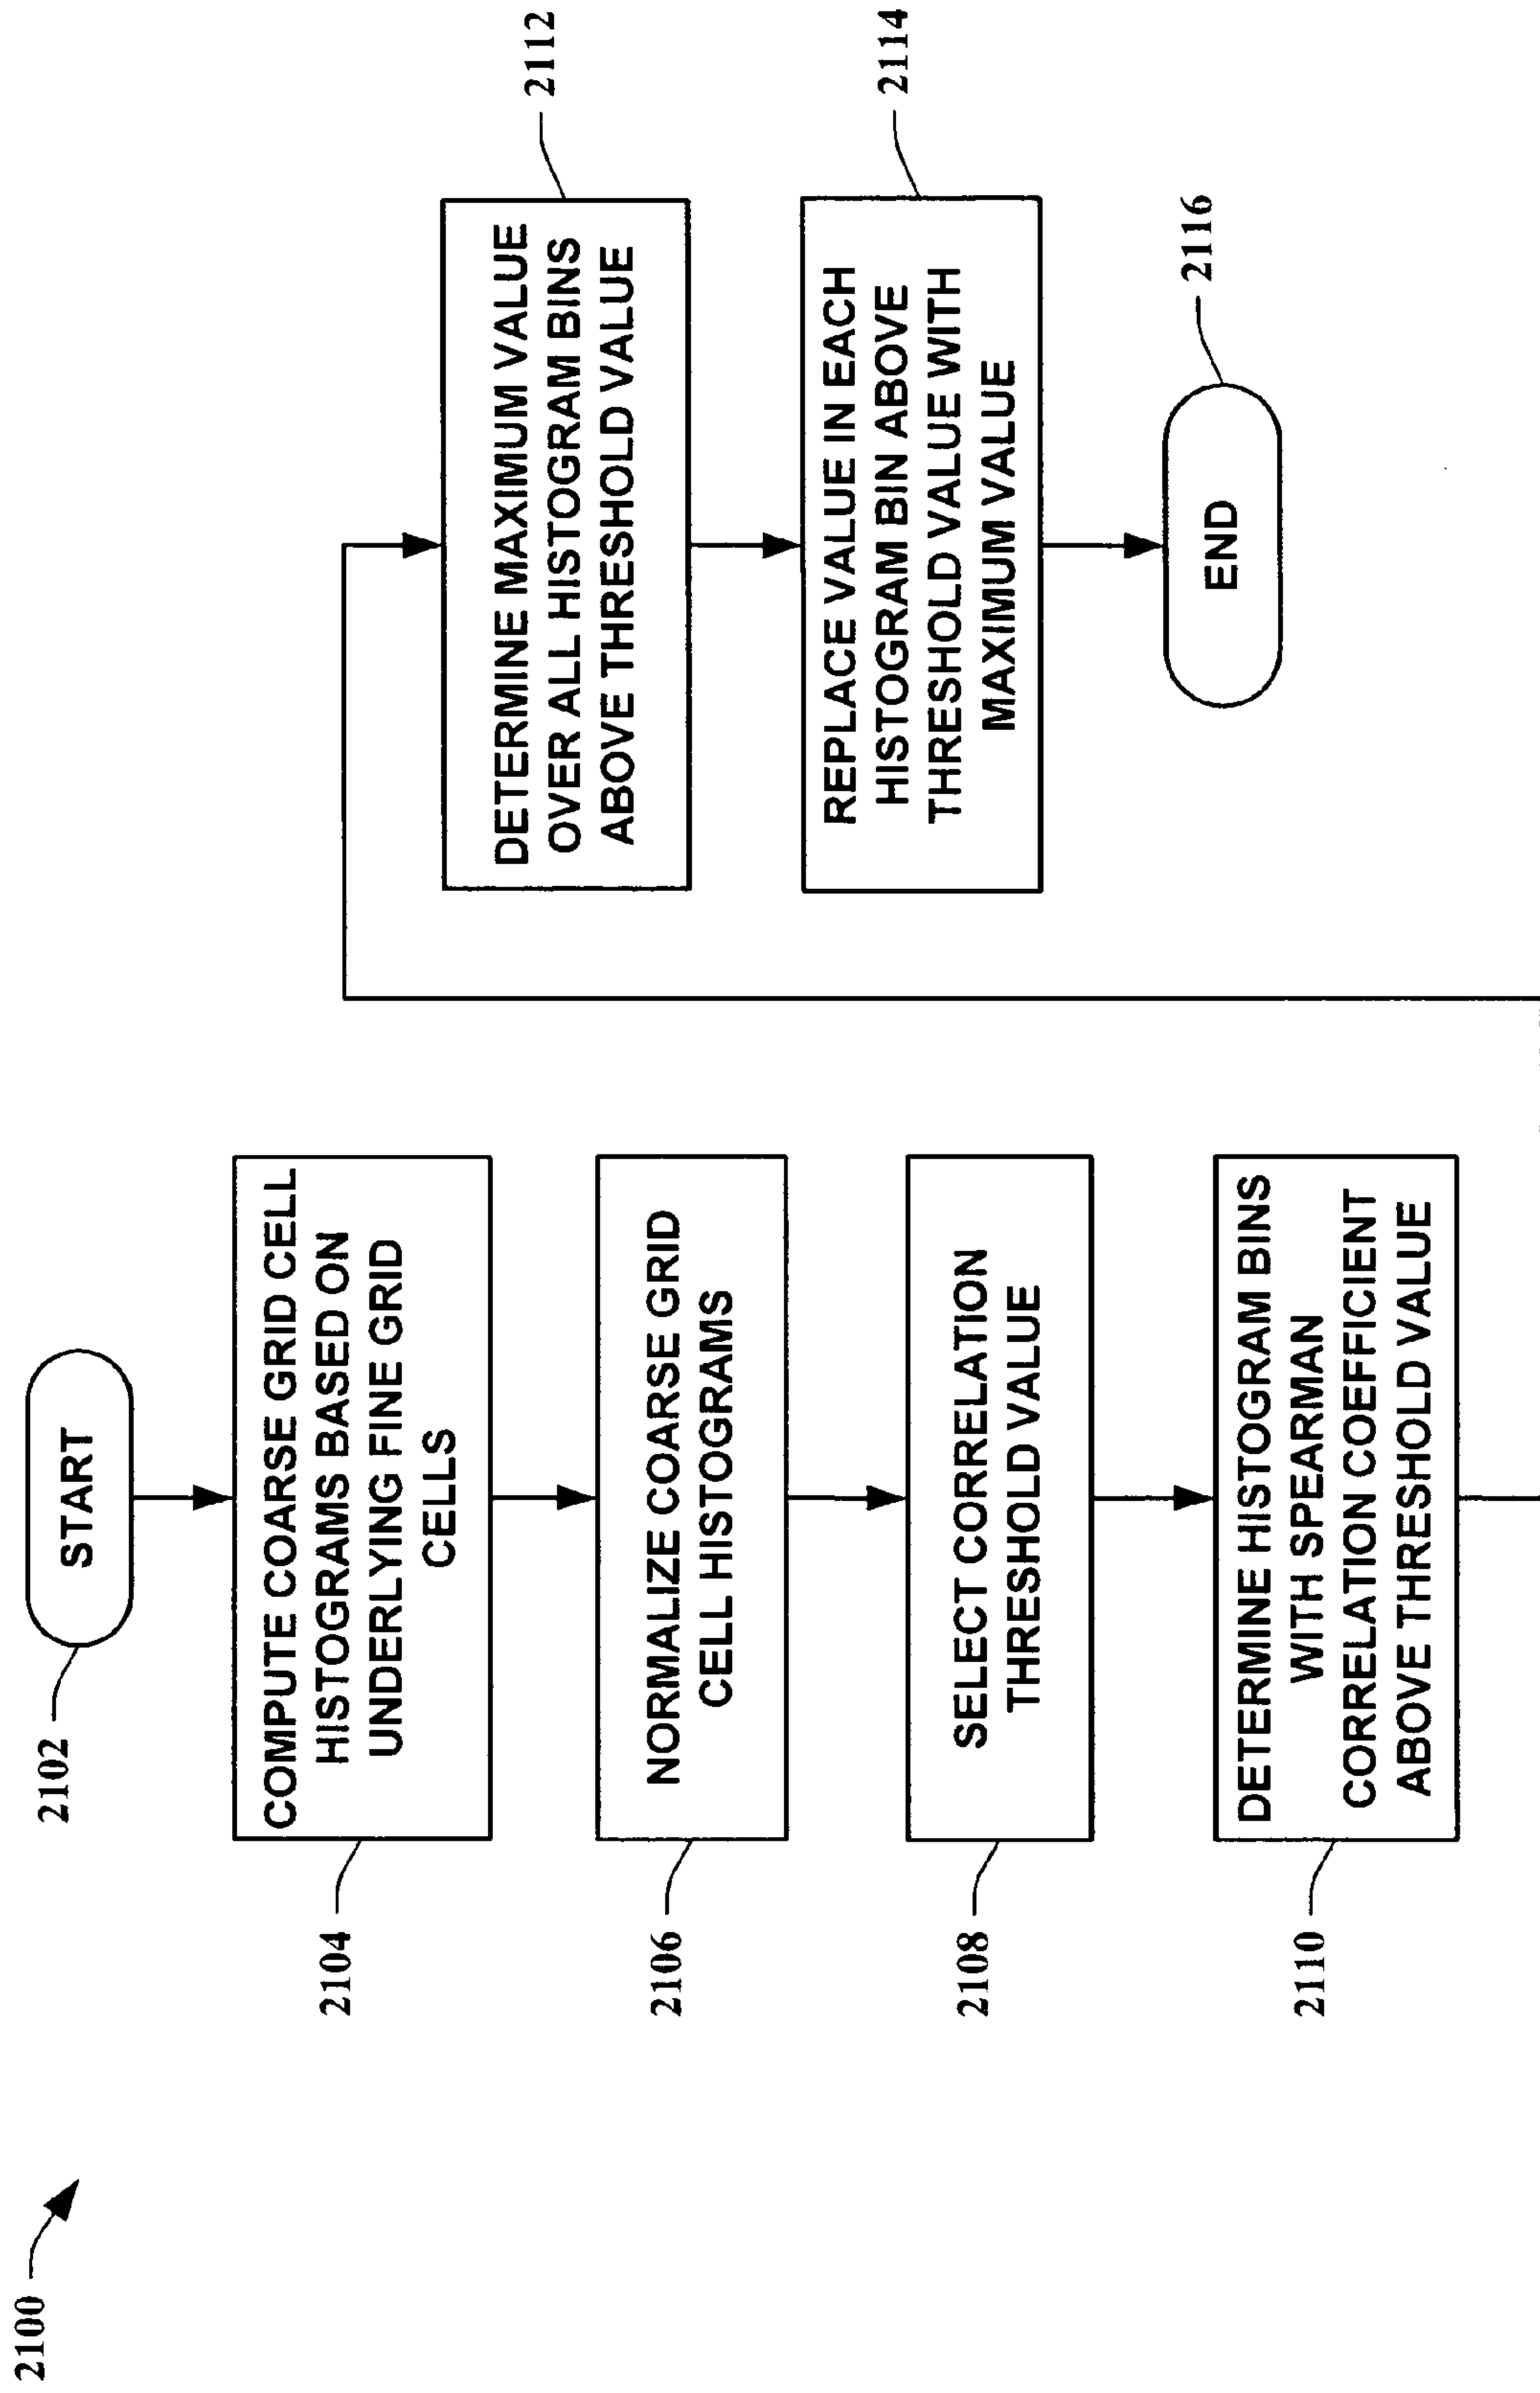 2100
2102
START
2104
COMPUTE COARSE GRID CELL
HISTOGRAMS BASED ON
UNDERLYING FINE GRID
CELLS
2106
NORMALIZE COARSE GRID
CELL HISTOGRAMS
2108
SELECT CORRELATION
THRESHOLD VALUE
2110
DETERMINE HISTOGRAM BINS
WITH SPEARMAN
CORRELATION COEFFICIENT
ABOVE THRESHOLD VALUE
DETERMINE MAXIMUM VALUE
OVER ALL HISTOGRAM BINS
ABOVE THRESHOLD VALUE
2112
REPLACE VALUE IN EACH
HISTOGRAM BIN ABOVE
THRESHOLD VALUE WITH
MAXIMUM VALUE
2114
END
2116